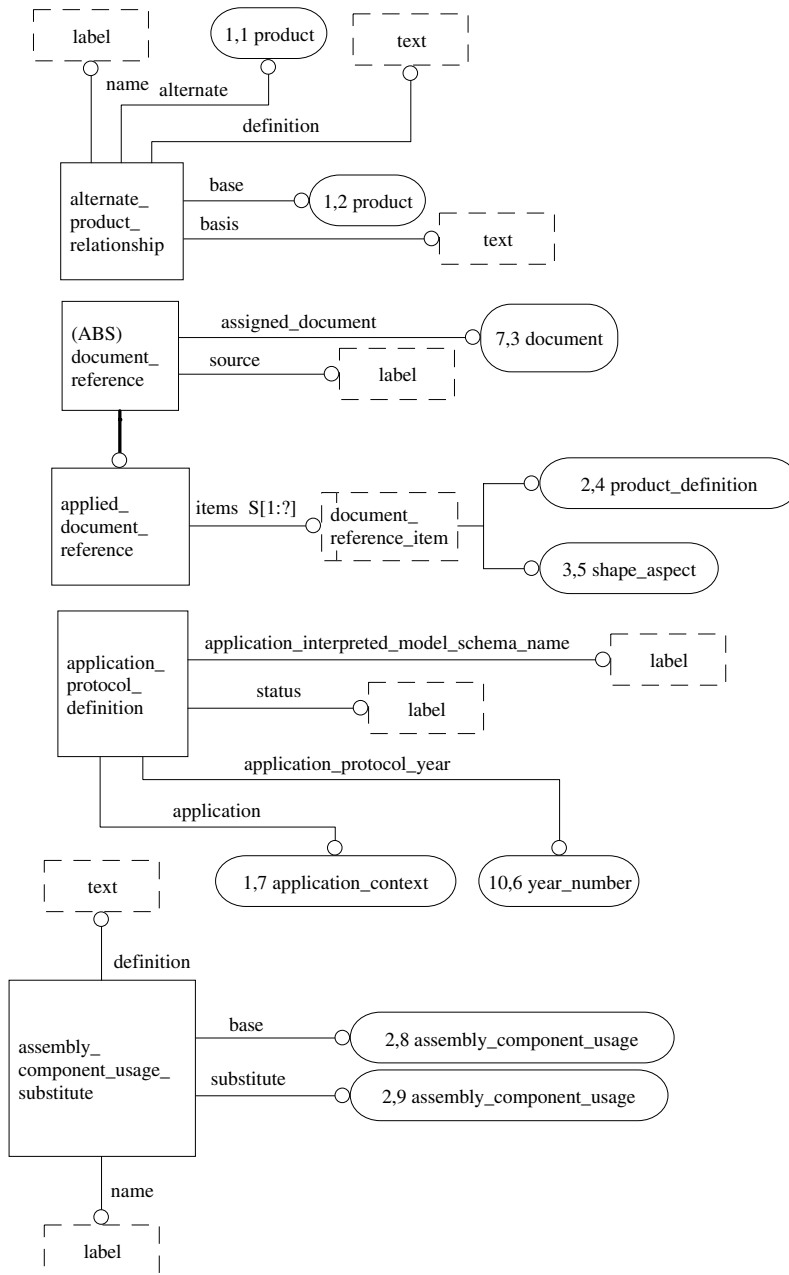 label
1,1 product
text
name
alternate
definition
alternate_
product_
relationship
base
1,2 product
basis
text
(ABS)
document_
reference
assigned_document
7,3 document
source
label
applied_
document_
reference
items S[1:?]
document_
reference_item
2,4 product_definition
3,5 shape_aspect
application_
protocol_
definition
application_interpreted_model_schema_name
label
status
label
application_protocol_year
application
1,7 application_context
10,6 year_number
text
definition
assembly_
component_usage_
substitute
base
2,8 assembly_component_usage
substitute
2,9 assembly_component_usage
name
label